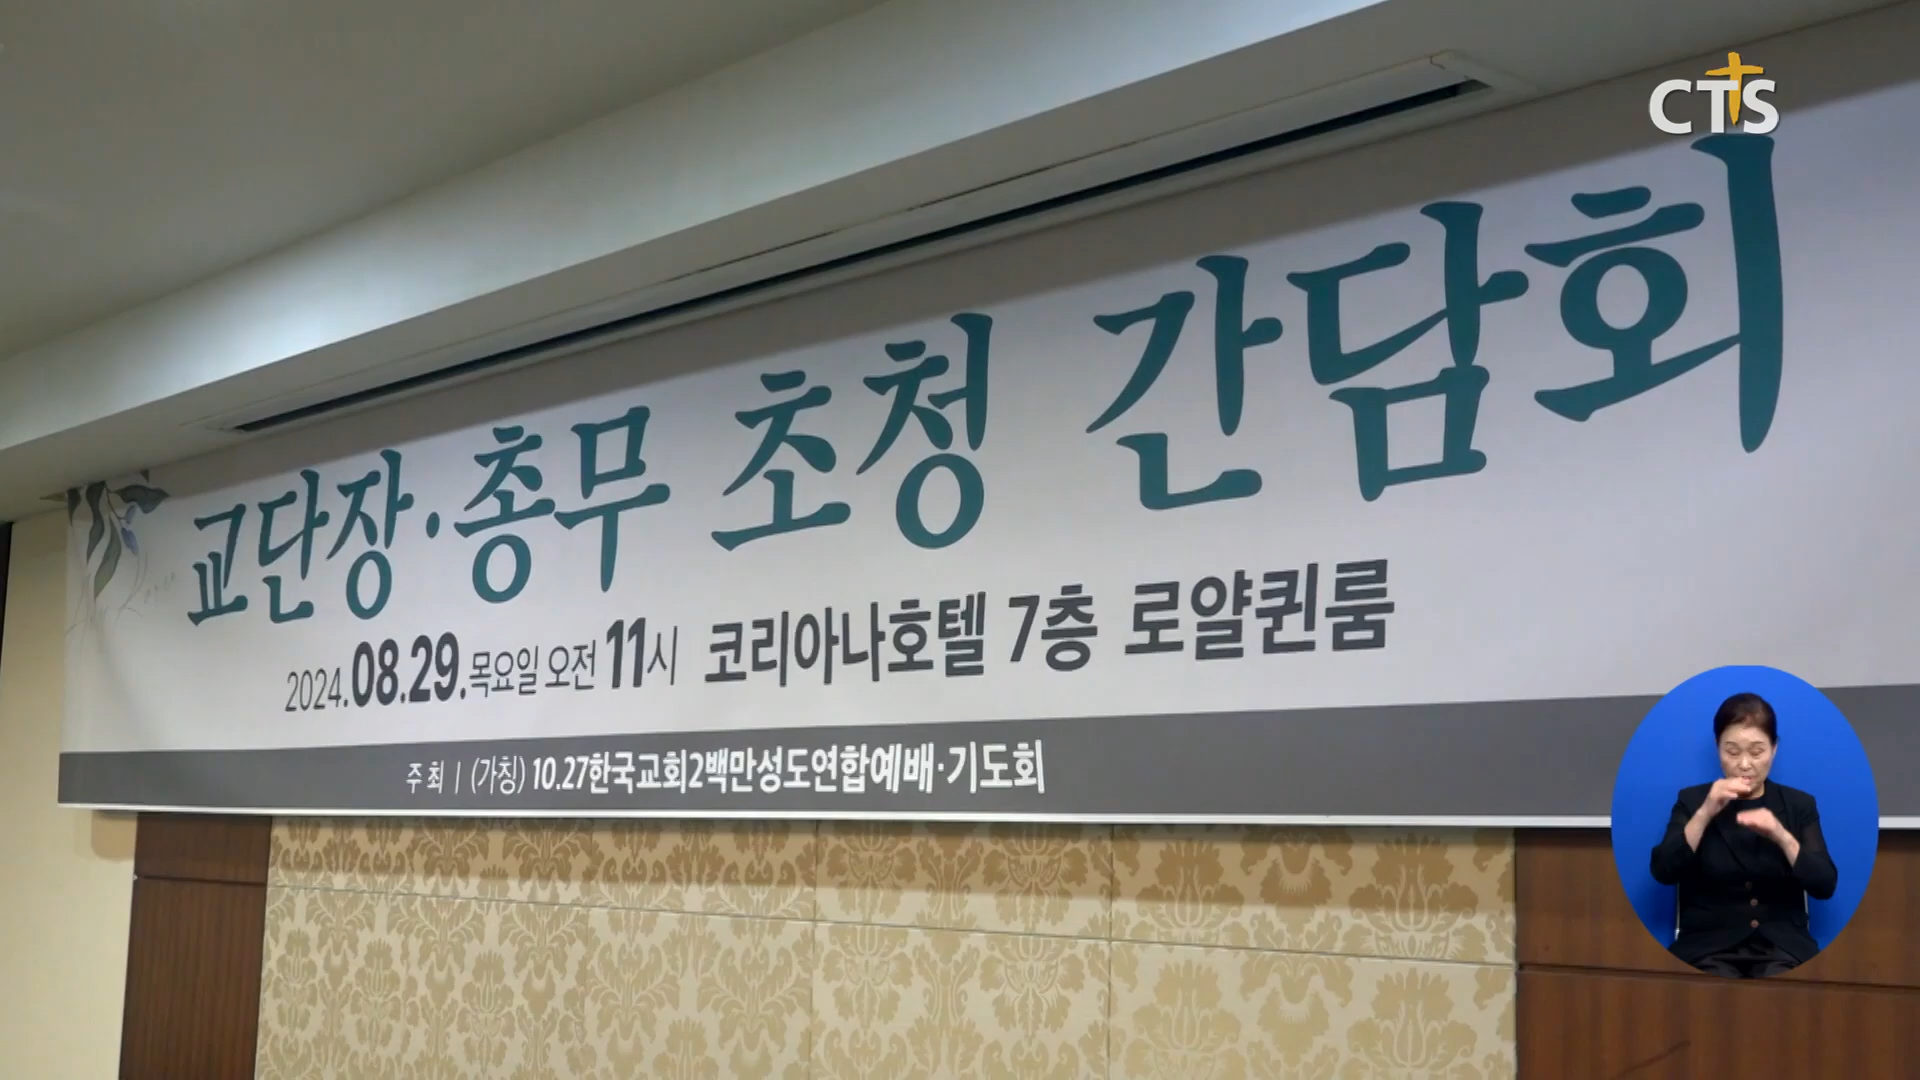 CTS
교단장·총무 초청 간담회
2024.08.29.목요일 오전 11시 코리아나호텔 7층 로얄퀸룸
주최 | (가칭) 10.27한국교회2백만성도연합예배·기도회